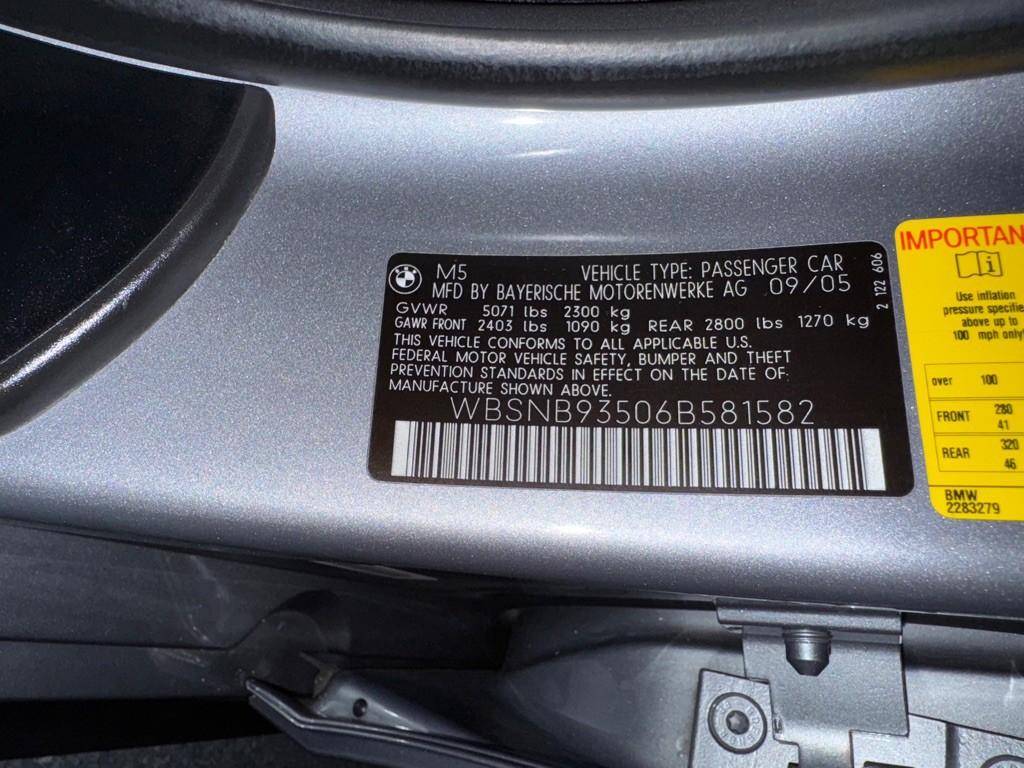 BMW
M5 VEHICLE TYPE: PASSENGER CAR
MFD BY BAYERISCHE MOTORENWERKE AG 09/05
GVWR 5071 lbs 2300 kg
GAWR FRONT 2403 lbs 1090 kg REAR 2800 lbs 1270 kg
THIS VEHICLE CONFORMS TO ALL APPLICABLE U.S.
FEDERAL MOTOR VEHICLE SAFETY, BUMPER AND THEFT
PREVENTION STANDARDS IN EFFECT ON THE DATE OF
MANUFACTURE SHOWN ABOVE.
WBSNB93506B581582
2 122 606
IMPORTAN
i
Use inflation
pressure specifie
above up to
100 mph only!
over 100
FRONT 280
41
REAR 320
46
BMW
2283279